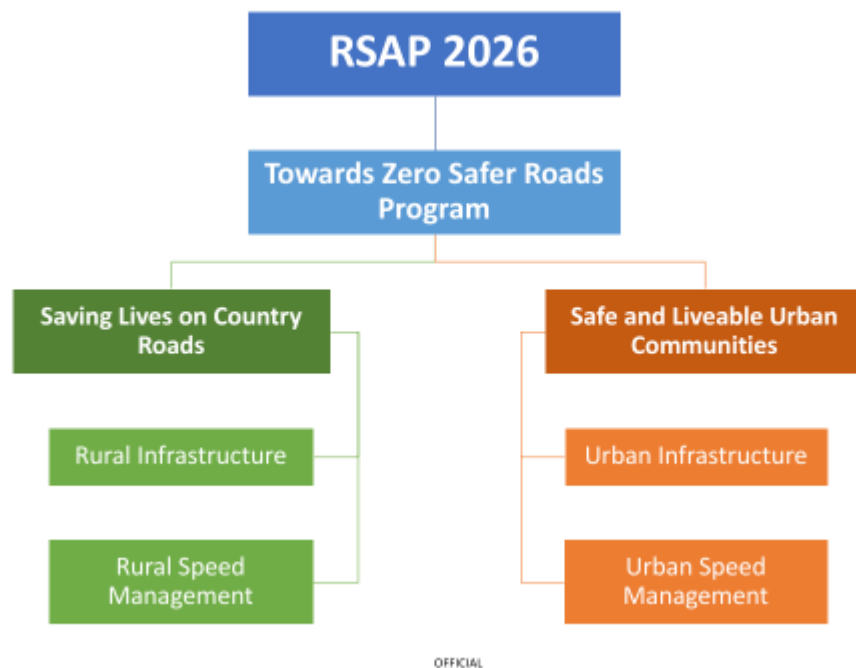 RSAP 2026
Towards Zero Safer Roads
Program
Saving Lives on Country
Roads
Safe and Liveable Urban
Communities
Rural Infrastructure
Urban Infrastructure
Rural Speed
Management
Urban Speed
Management
OFFICIAL